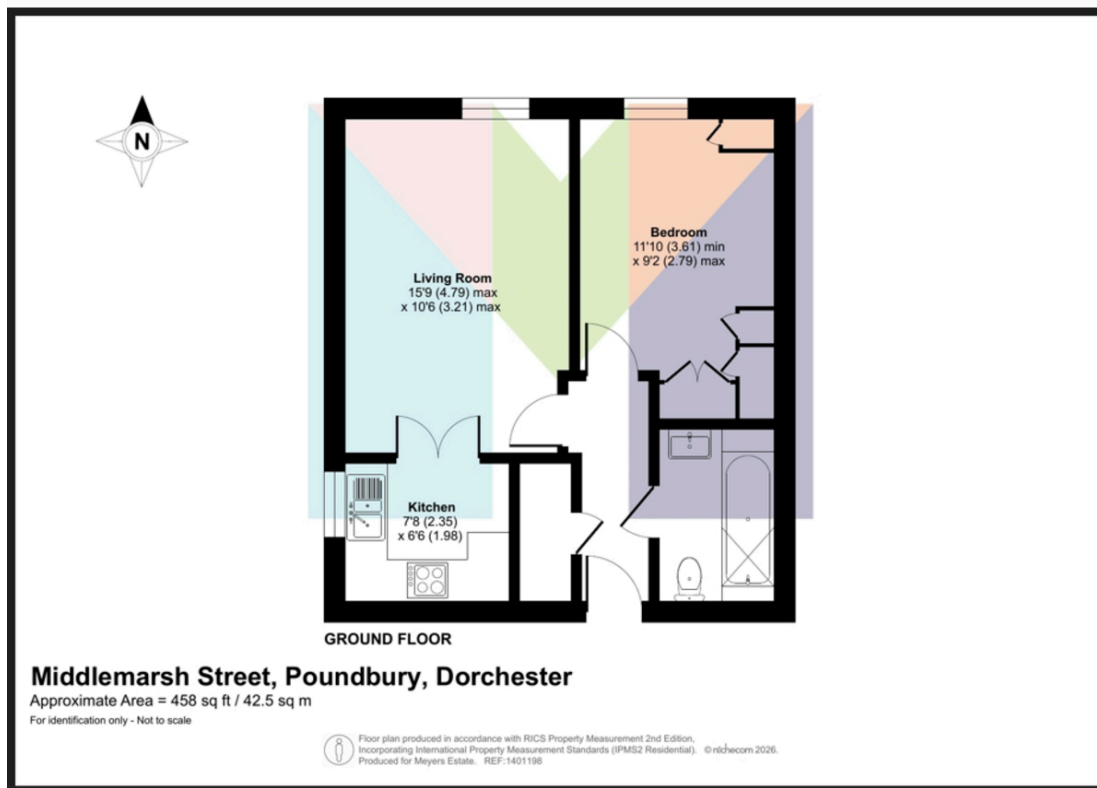 N
Bedroom
11'10 (3.61) min
x 9'2 (2.79) max
Living Room
15'9 (4.79) max
x 10'6 (3.21) max
Kitchen
7'8 (2.35)
x 6'6 (1.98)
GROUND FLOOR
Middlemarsh Street, Poundbury, Dorchester
Approximate Area = 458 sq ft / 42.5 sq m
For identification only - Not to scale
Floor plan produced in accordance with RICS Property Measurement 2nd Edition,
Incorporating International Property Measurement Standards (IPMS2 Residential). © nichecom 2026.
Produced for Meyers Estate. REF:1401198